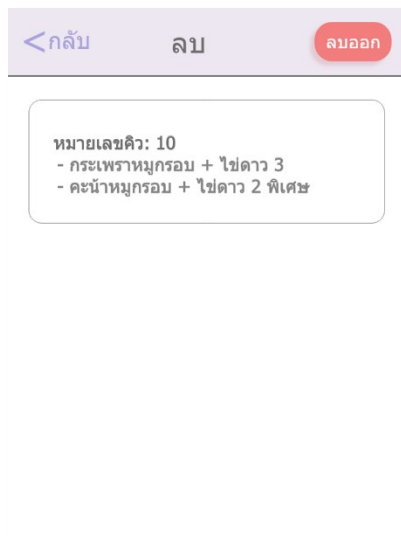 <กลับ ลบ ลบออก
หมายเลขคิว: 10
- กระเพราหมูกรอบ + ไข่ดาว 3
- คะน้าหมูกรอบ + ไข่ดาว 2 พิเศษ